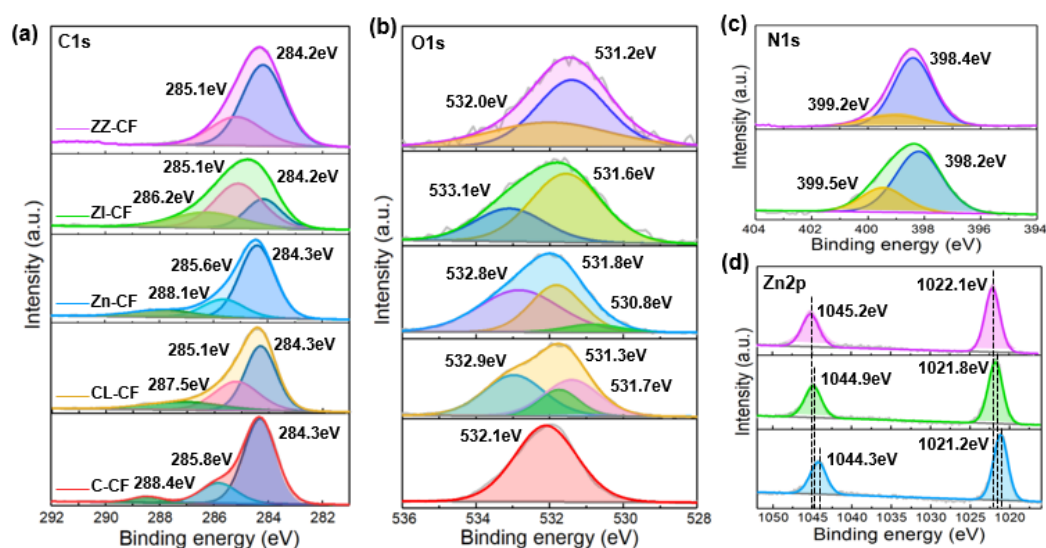 (a)
C1s
284.2eV
285.1eV
ZZ-CF
285.1eV
284.2eV
286.2eV
ZI-CF
284.3eV
285.6eV
288.1eV
Zn-CF
285.1eV
284.3eV
287.5eV
CL-CF
284.3eV
285.8eV
288.4eV
C-CF
292 290 288 286 284 282
Binding energy (eV)
Intensity (a.u.)
(b)
O1s
531.2eV
532.0eV
533.1eV
531.6eV
532.8eV
531.8eV
530.8eV
532.9eV
531.3eV
531.7eV
532.1eV
536 534 532 530 528
Binding energy (eV)
Intensity (a.u.)
(c)
N1s
398.4eV
399.2eV
398.2eV
399.5eV
404 402 400 398 396 394
Binding energy (eV)
Intensity (a.u.)
(d)
Zn2p
1022.1eV
1045.2eV
1021.8eV
1044.9eV
1021.2eV
1044.3eV
1050 1045 1040 1035 1030 1025 1020
Binding energy (eV)
Intensity (a.u.)